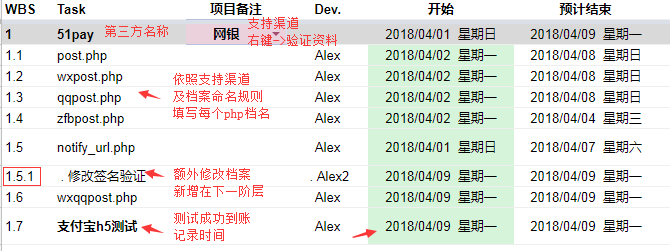 WBS Task 项目备注 Dev. 开始 预计结束
1 51pay 第三方名称 网银 支持渠道 右键->验证资料 2018/04/01 星期日 2018/04/09 星期一
1.1 post.php Alex 2018/04/02 星期一 2018/04/08 星期日
1.2 wxpost.php 依照支持渠道 Alex 2018/04/02 星期一 2018/04/08 星期日
1.3 qqpost.php 及档案命名规则 Alex 2018/04/02 星期一 2018/04/08 星期日
1.4 zfbpost.php 填写每个php档名 Alex 2018/04/02 星期一 2018/04/04 星期三
1.5 notify_url.php Alex 2018/04/01 星期日 2018/04/07 星期六
1.5.1 . 修改签名验证 额外修改档案 . Alex2 2018/04/09 星期一 2018/04/09 星期一
1.6 wxqqpost.php 新增在下一阶层 Alex 2018/04/02 星期一 2018/04/09 星期一
1.7 支付宝h5测试 测试成功到账 记录时间 Alex 2018/04/09 星期一 2018/04/09 星期一